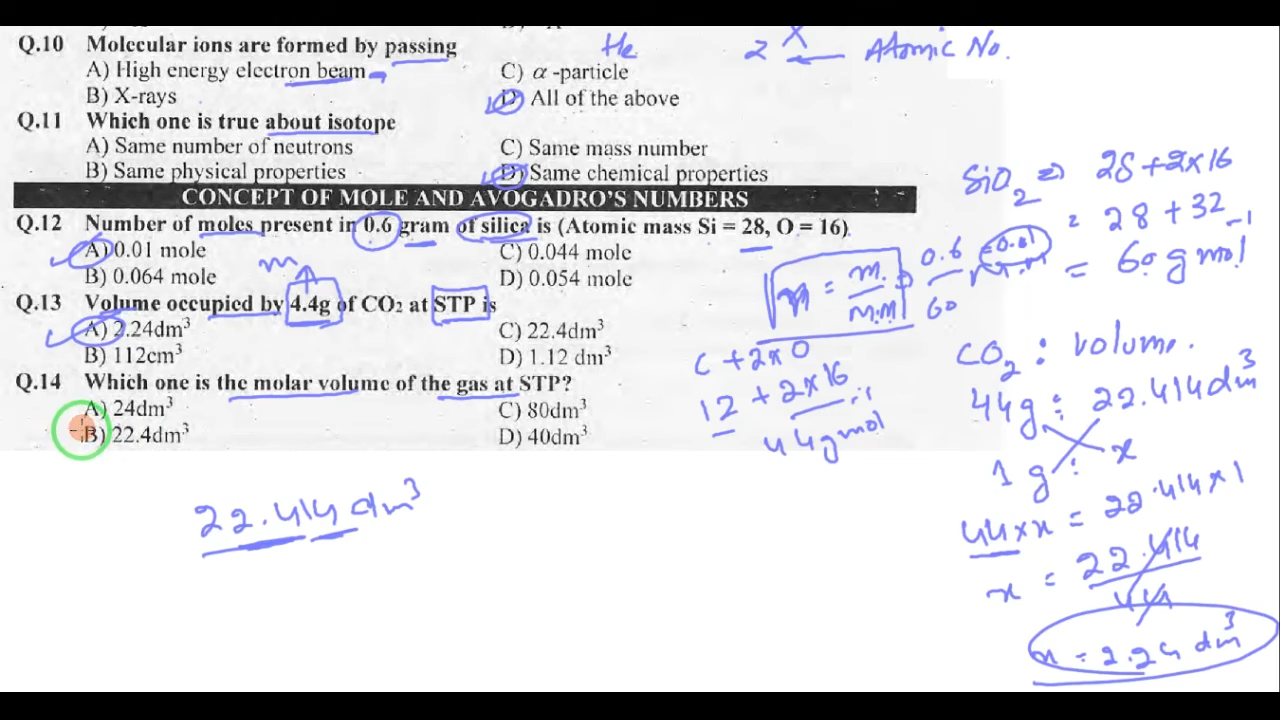 Q.10 Molecular ions are formed by passing
A) High energy electron beam C) α -particle
B) X-rays D) All of the above
Q.11 Which one is true about isotope
A) Same number of neutrons C) Same mass number
B) Same physical properties D) Same chemical properties
CONCEPT OF MOLE AND AVOGADRO'S NUMBERS
Q.12 Number of moles present in 0.6 gram of silica is (Atomic mass Si = 28, O = 16)
A) 0.01 mole C) 0.044 mole
B) 0.064 mole D) 0.054 mole
Q.13 Volume occupied by 4.4g of CO₂ at STP is
A) 2.24dm³ C) 22.4dm³
B) 112cm³ D) 1.12 dm³
Q.14 Which one is the molar volume of the gas at STP?
A) 24dm³ C) 80dm³
B) 22.4dm³ D) 40dm³
He
X
2 ← Atomic No.
m
22.414 dm³
SiO₂ ⇒ 28 + 2×16
= 28 + 32
= 60 g mol⁻¹
n = m / M.M
0.6 / 60 = 0.01
C + 2×O
12 + 2×16
44 g mol
CO₂ : volume.
44g : 22.414 dm³
1 g : x
44 × x = 22.414 × 1
x = 22.414 / 44
x = 2.24 dm³